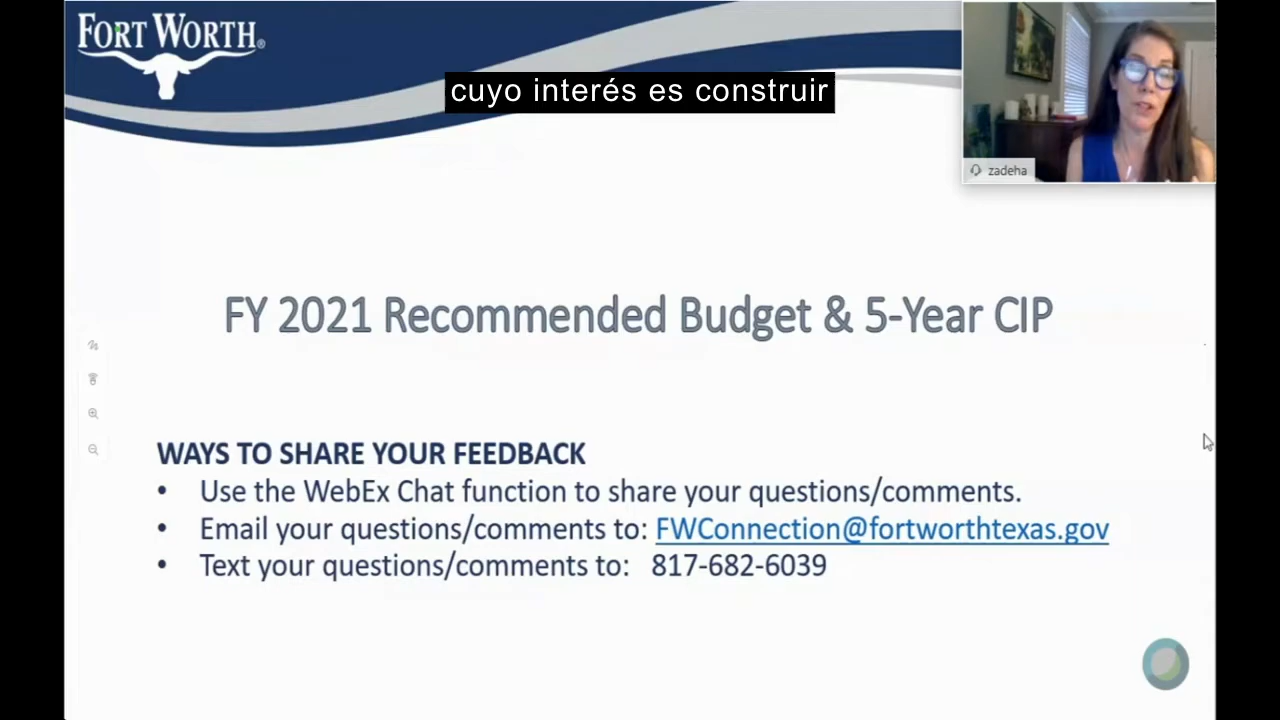 FORT WORTH®
cuyo interés es construir
zadeha
FY 2021 Recommended Budget & 5-Year CIP
WAYS TO SHARE YOUR FEEDBACK
• Use the WebEx Chat function to share your questions/comments.
• Email your questions/comments to: FWConnection@fortworthtexas.gov
• Text your questions/comments to: 817-682-6039